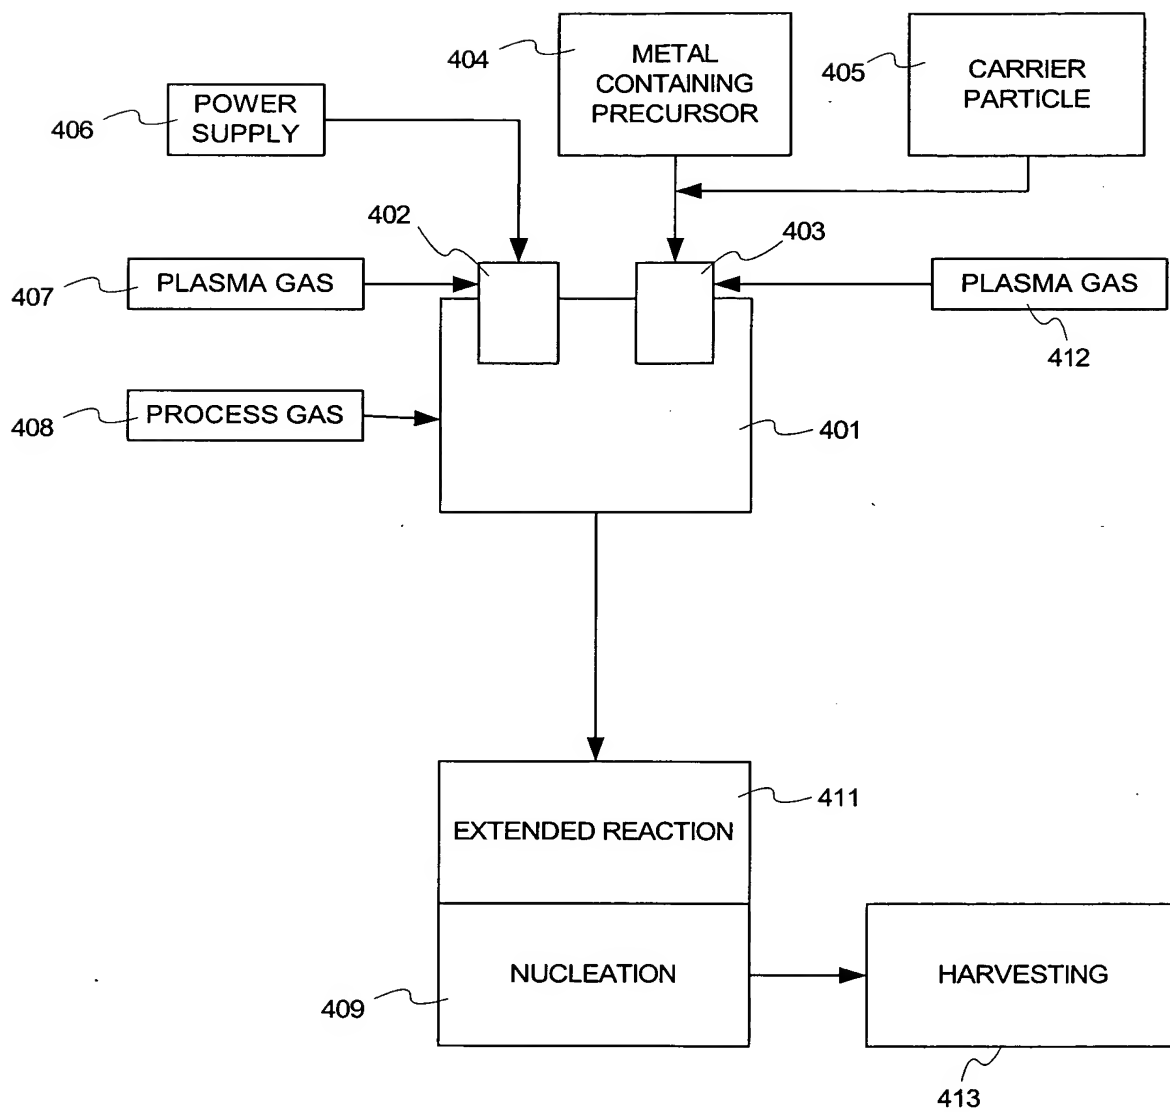 404
METAL
CONTAINING
PRECURSOR
405
CARRIER
PARTICLE
406
POWER
SUPPLY
402
403
407
PLASMA GAS
PLASMA GAS
412
408
PROCESS GAS
401
411
EXTENDED REACTION
NUCLEATION
409
HARVESTING
413